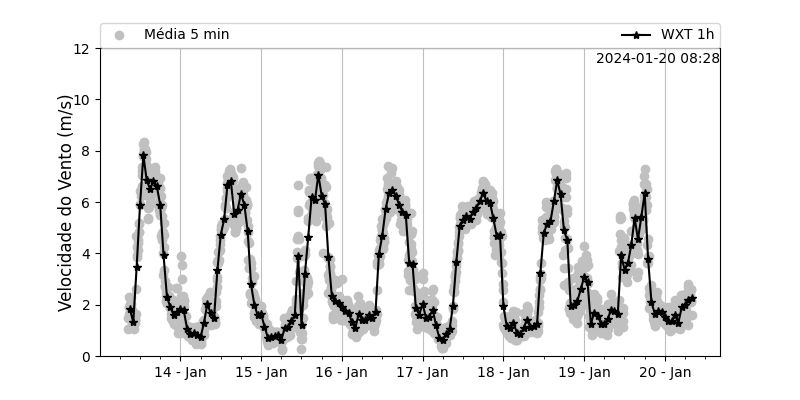 Média 5 min
WXT 1h
2024-01-20 08:28
Velocidade do Vento (m/s)
12
10
8
6
4
2
0
14 - Jan
15 - Jan
16 - Jan
17 - Jan
18 - Jan
19 - Jan
20 - Jan